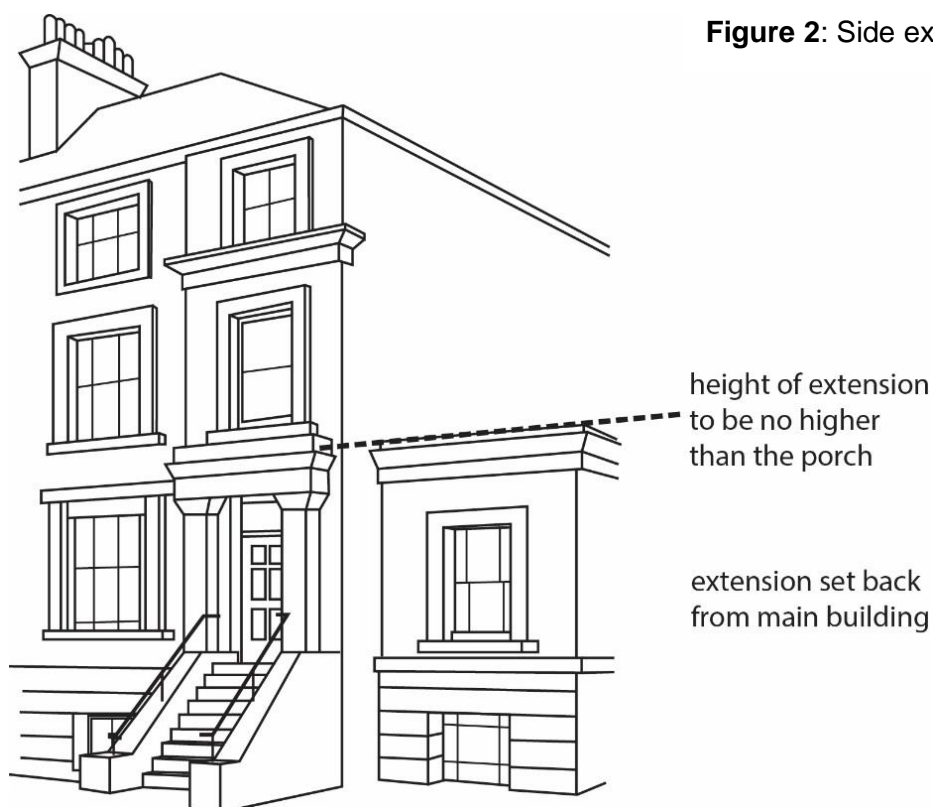 Figure 2: Side ex
height of extension
to be no higher
than the porch
extension set back
from main building